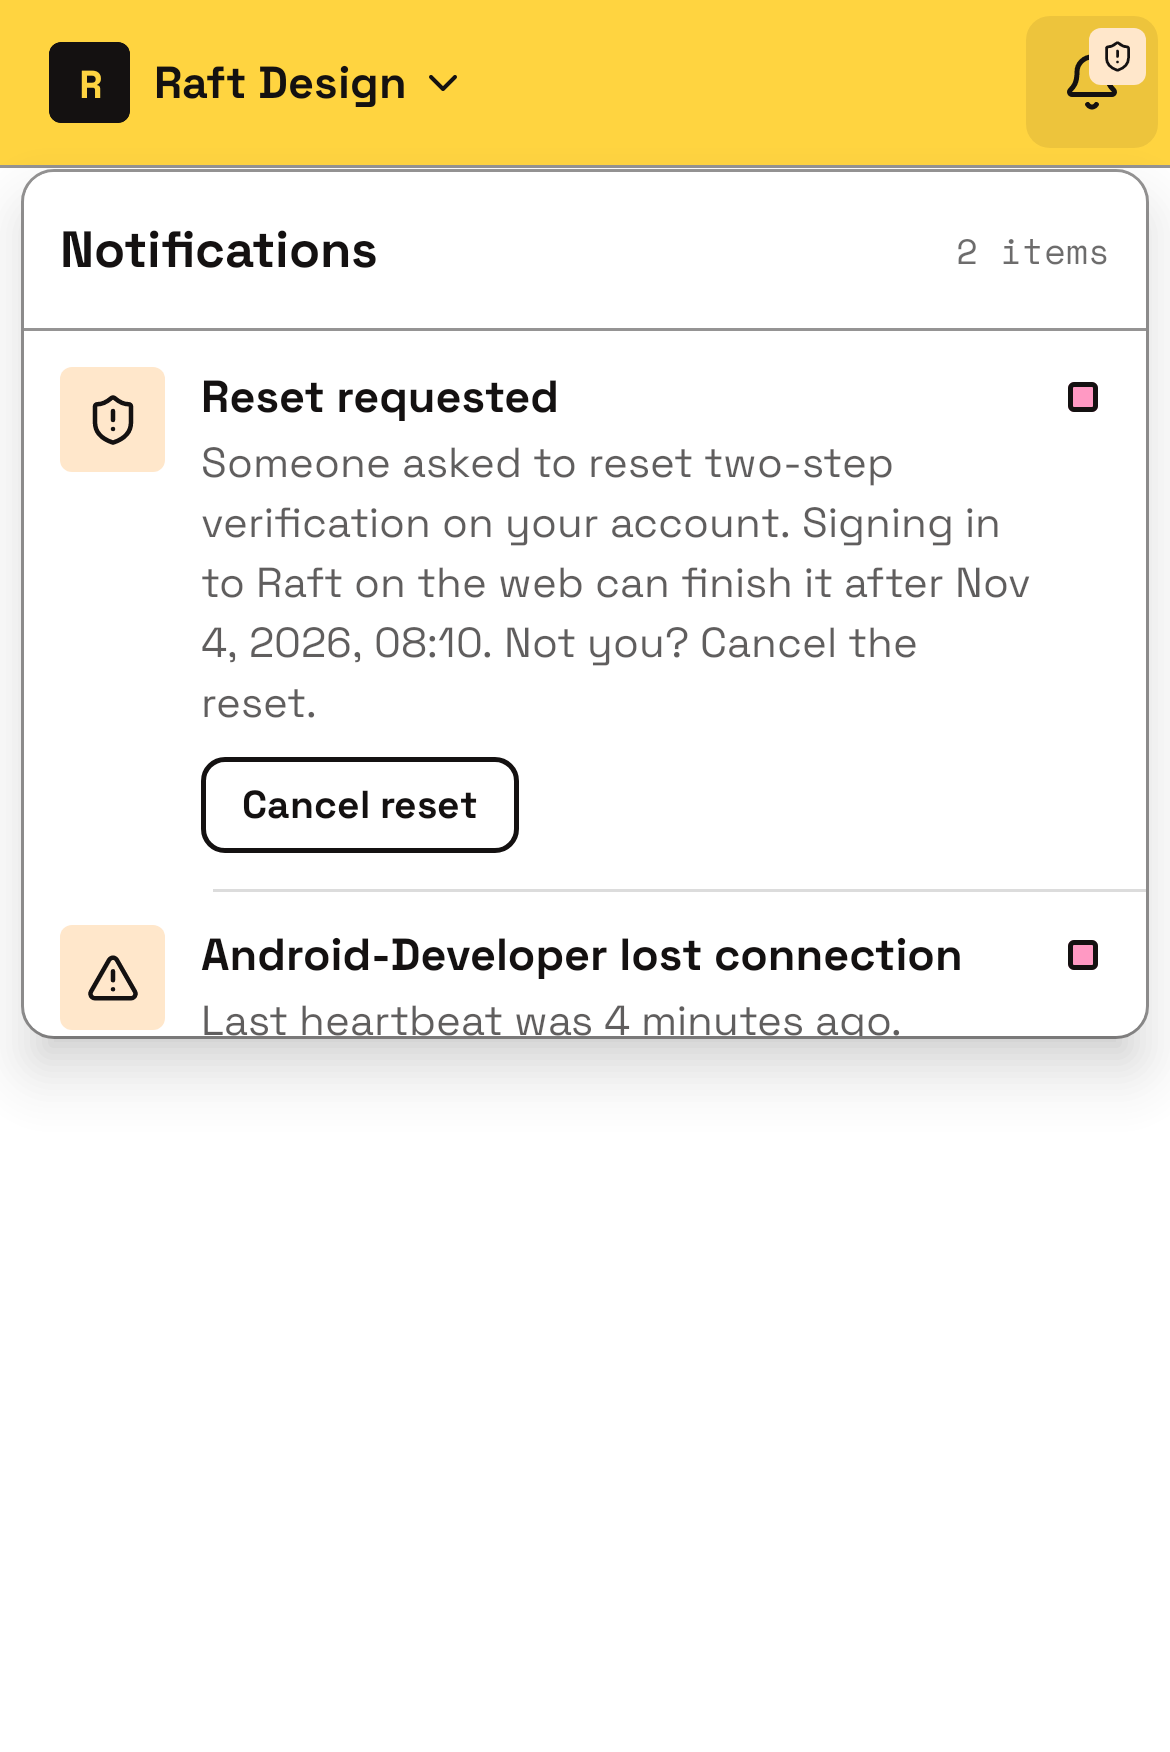 R Raft Design
Notifications 2 items
Reset requested
Someone asked to reset two-step
verification on your account. Signing in
to Raft on the web can finish it after Nov
4, 2026, 08:10. Not you? Cancel the
reset.
Cancel reset
Android-Developer lost connection
Last heartbeat was 4 minutes ago.